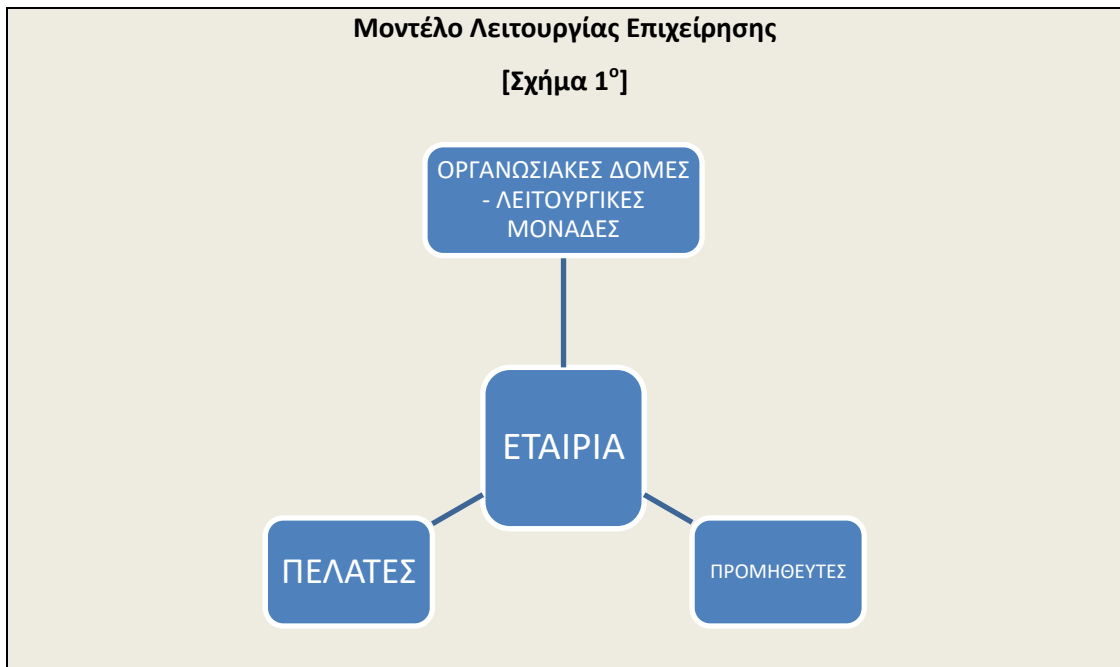 Μοντέλο Λειτουργίας Επιχείρησης
[Σχήμα 1ο]
ΟΡΓΑΝΩΣΙΑΚΕΣ ΔΟΜΕΣ
- ΛΕΙΤΟΥΡΓΙΚΕΣ
ΜΟΝΑΔΕΣ
ΕΤΑΙΡΙΑ
ΠΕΛΑΤΕΣ
ΠΡΟΜΗΘΕΥΤΕΣ